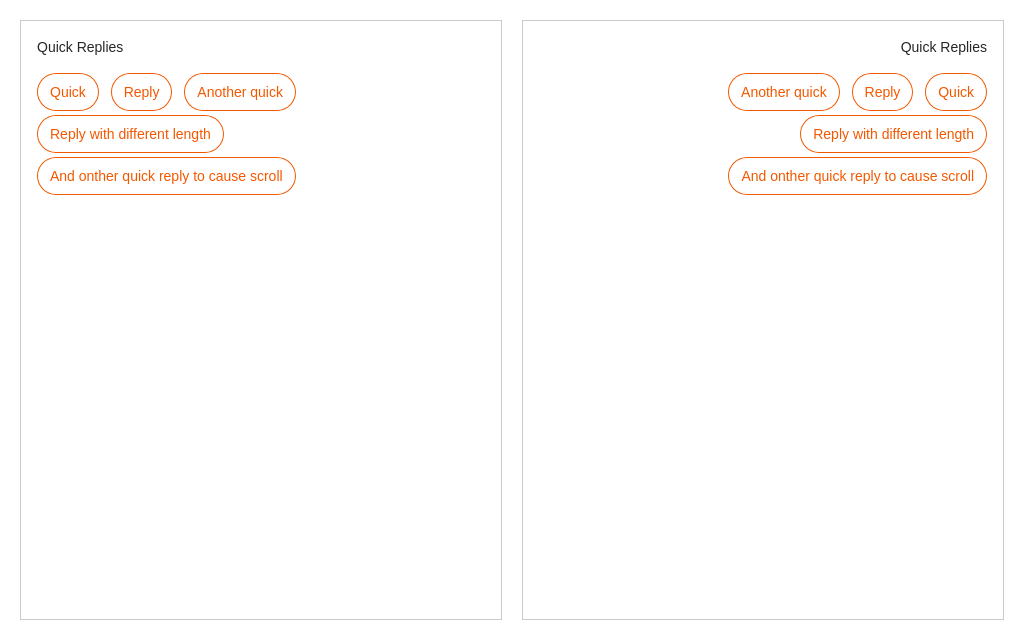 Quick Replies
Quick Reply Another quick
Reply with different length
And onther quick reply to cause scroll
Quick Replies
Another quick Reply Quick
Reply with different length
And onther quick reply to cause scroll